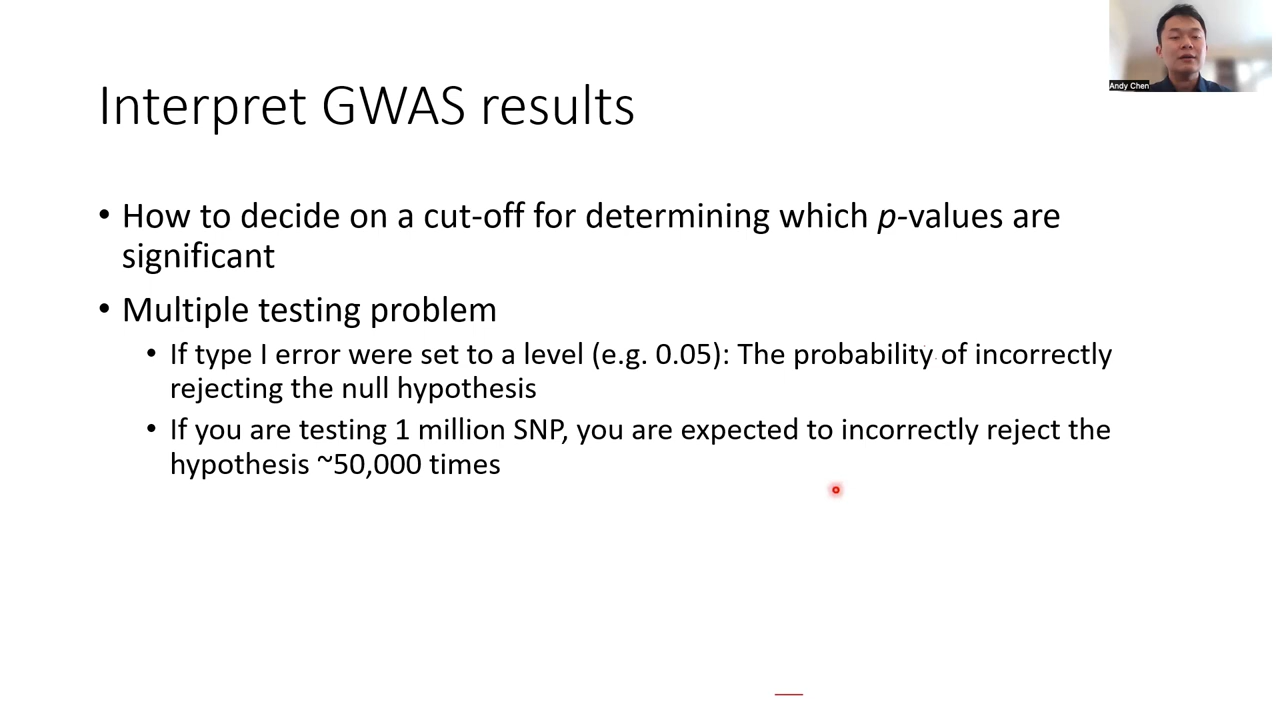 Andy Chen
Interpret GWAS results
• How to decide on a cut-off for determining which p-values are
significant
• Multiple testing problem
• If type I error were set to a level (e.g. 0.05): The probability of incorrectly
rejecting the null hypothesis
• If you are testing 1 million SNP, you are expected to incorrectly reject the
hypothesis ~50,000 times